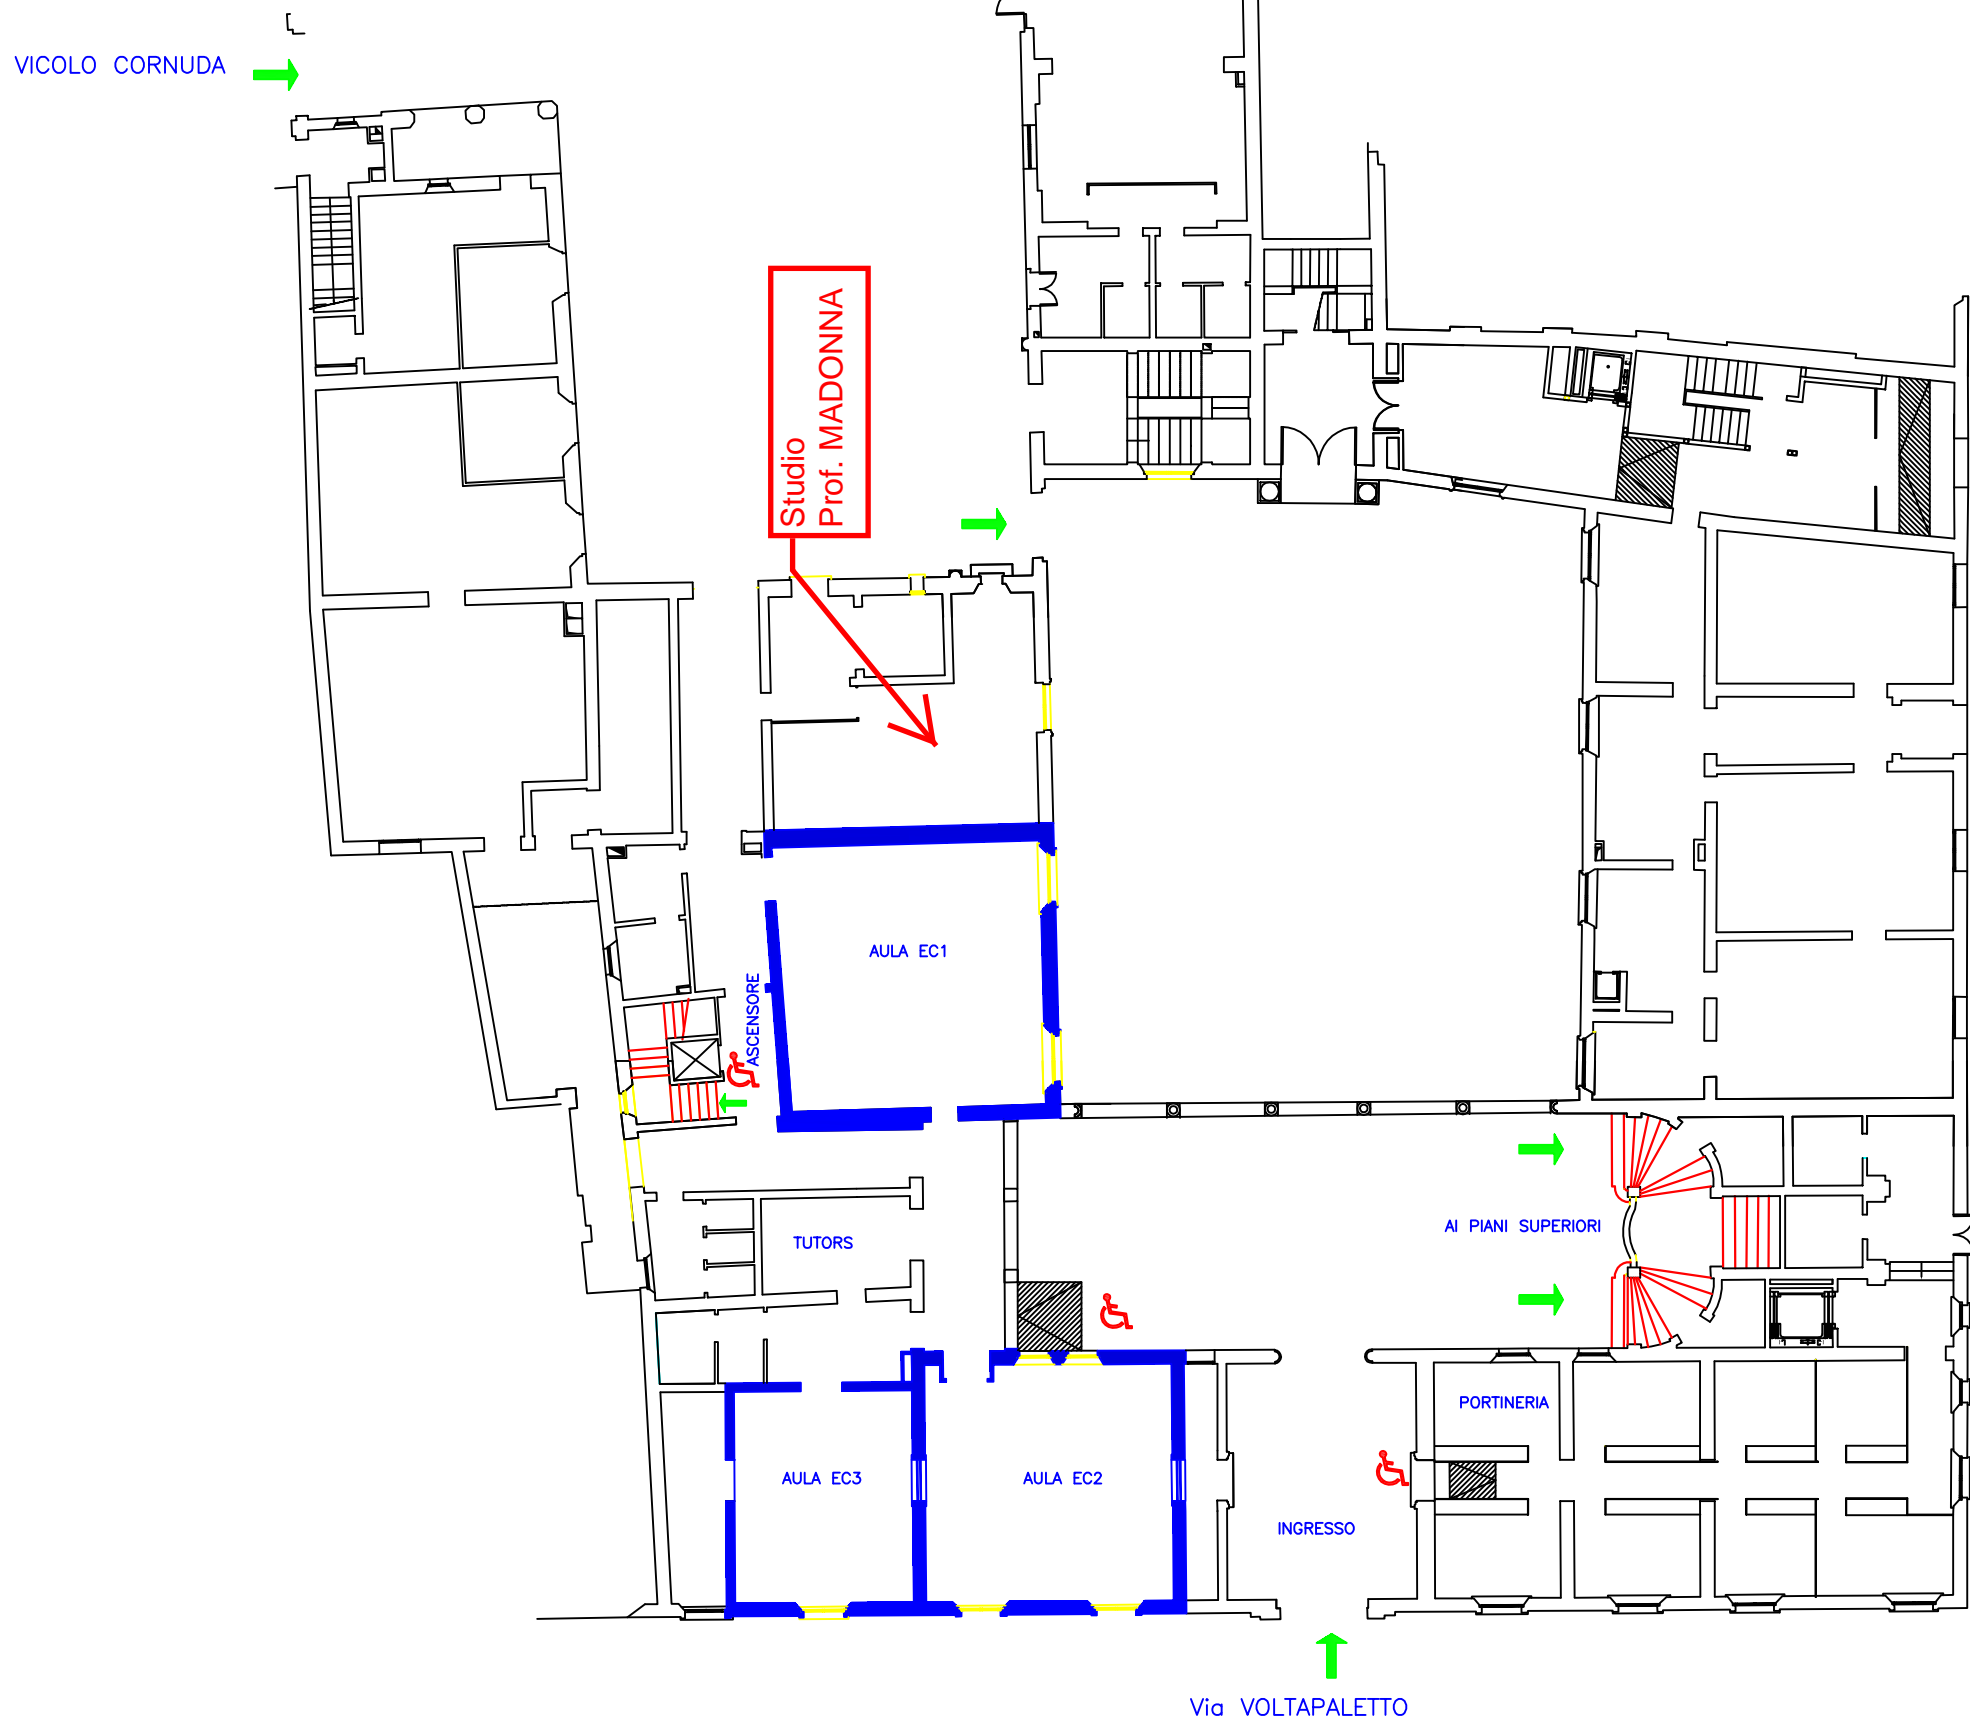 VICOLO CORNUDA
Studio
Prof. MADONNA
AULA EC1
ASCENSORE
TUTORS
AI PIANI SUPERIORI
PORTINERIA
AULA EC3
AULA EC2
INGRESSO
Via VOLTAPALETTO